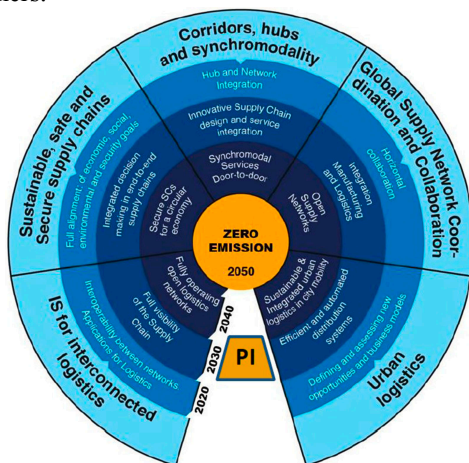 ners.
Corridors, hubs
and synchromodality
Hub and Network
Integration
Innovative Supply Chain
design and service
integration
Synchromodal
Services
Door-to-door
Global Supply Network Coor-
dination and Collaboration
Horizontal
collaboration
integration
Manufacturing
and Logistics
Open
Supply
Networks
Urban
logistics
Defining and assessing new
opportunities and business models
Efficient and automated
distribution
systems
Sustainable &
Integrated urban
logistics in city mobility
IS for interconnected
logistics
Interoperability between networks
Applications for Logistics
Full visibility
of the Supply
Chain
Fully operating
open logistics
networks
Sustainable, safe and
Secure supply chains
Full alignment: of economic, social,
environmental and security goals
Integrated decision
making in end-to-end
supply chains
Secure SCs
for a circular
economy
ZERO
EMISSION
2050
2040
2030
2020
PI